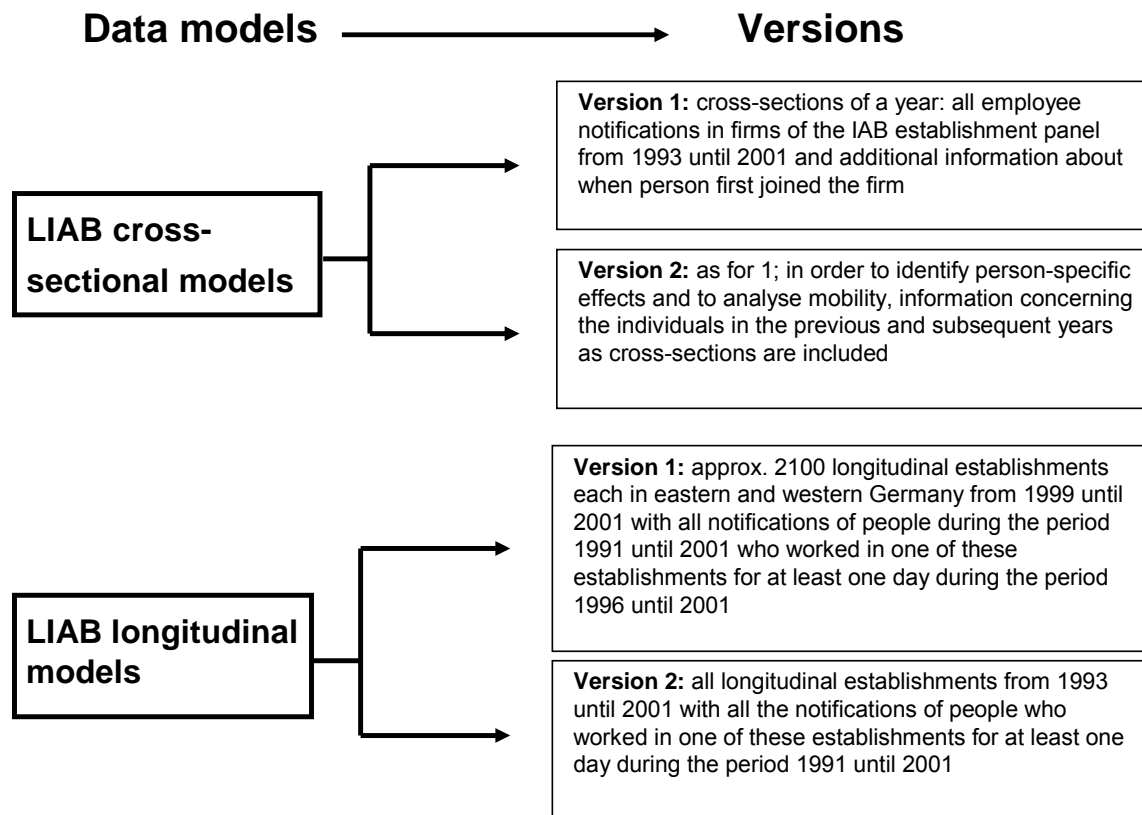 Data models
Versions
Version 1: cross-sections of a year: all employee
notifications in firms of the IAB establishment panel
from 1993 until 2001 and additional information about
when person first joined the firm
LIAB cross-
sectional models
Version 2: as for 1; in order to identify person-specific
effects and to analyse mobility, information concerning
the individuals in the previous and subsequent years
as cross-sections are included
Version 1: approx. 2100 longitudinal establishments
each in eastern and western Germany from 1999 until
2001 with all notifications of people during the period
1991 until 2001 who worked in one of these
establishments for at least one day during the period
1996 until 2001
LIAB longitudinal
models
Version 2: all longitudinal establishments from 1993
until 2001 with all the notifications of people who
worked in one of these establishments for at least one
day during the period 1991 until 2001